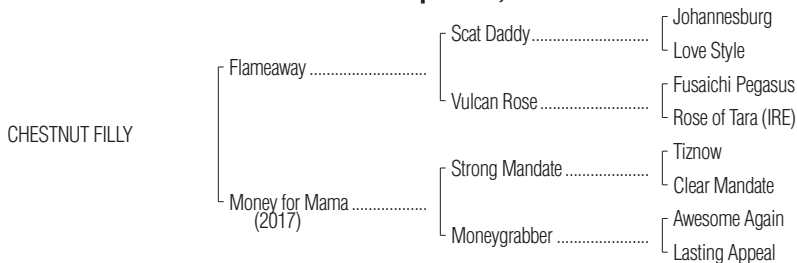 Johannesburg
Scat Daddy
Love Style
Flameaway
Fusaichi Pegasus
Vulcan Rose
Rose of Tara (IRE)
CHESTNUT FILLY
Tiznow
Strong Mandate
Clear Mandate
Money for Mama
(2017)
Awesome Again
Moneygrabber
Lasting Appeal